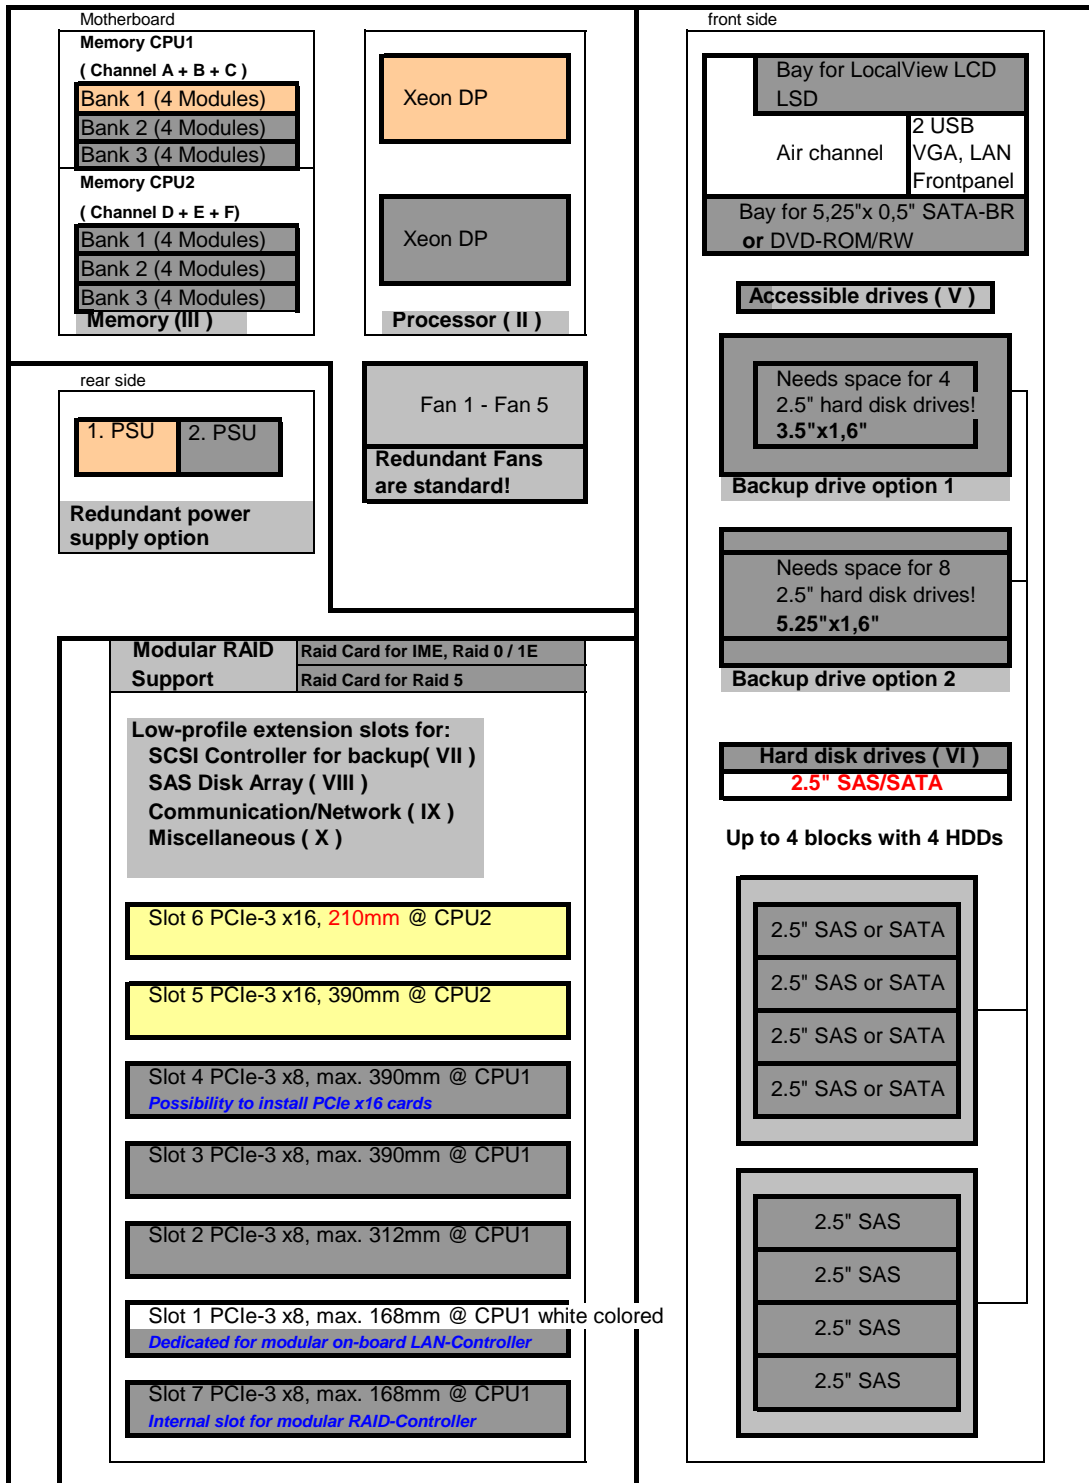 Motherboard
Memory CPU1
( Channel A + B + C )
Bank 1 (4 Modules)
Bank 2 (4 Modules)
Bank 3 (4 Modules)
Memory CPU2
( Channel D + E + F)
Bank 1 (4 Modules)
Bank 2 (4 Modules)
Bank 3 (4 Modules)
Memory (III )
Xeon DP
Xeon DP
Processor ( II )
rear side
1. PSU
2. PSU
Redundant power
supply option
Fan 1 - Fan 5
Redundant Fans
are standard!
Modular RAID
Support
Raid Card for IME, Raid 0 / 1E
Raid Card for Raid 5
Low-profile extension slots for:
SCSI Controller for backup( VII )
SAS Disk Array ( VIII )
Communication/Network ( IX )
Miscellaneous ( X )
Slot 6 PCIe-3 x16, 210mm @ CPU2
Slot 5 PCIe-3 x16, 390mm @ CPU2
Slot 4 PCIe-3 x8, max. 390mm @ CPU1
Possibility to install PCIe x16 cards
Slot 3 PCIe-3 x8, max. 390mm @ CPU1
Slot 2 PCIe-3 x8, max. 312mm @ CPU1
Slot 1 PCIe-3 x8, max. 168mm @ CPU1 white colored
Dedicated for modular on-board LAN-Controller
Slot 7 PCIe-3 x8, max. 168mm @ CPU1
Internal slot for modular RAID-Controller
front side
Bay for LocalView LCD
LSD
Air channel
2 USB
VGA, LAN
Frontpanel
Bay for 5,25"x 0,5" SATA-BR
or DVD-ROM/RW
Accessible drives ( V )
Needs space for 4
2.5" hard disk drives!
3.5"x1,6"
Backup drive option 1
Needs space for 8
2.5" hard disk drives!
5.25"x1,6"
Backup drive option 2
Hard disk drives ( VI )
2.5" SAS/SATA
Up to 4 blocks with 4 HDDs
2.5" SAS or SATA
2.5" SAS or SATA
2.5" SAS or SATA
2.5" SAS or SATA
2.5" SAS
2.5" SAS
2.5" SAS
2.5" SAS